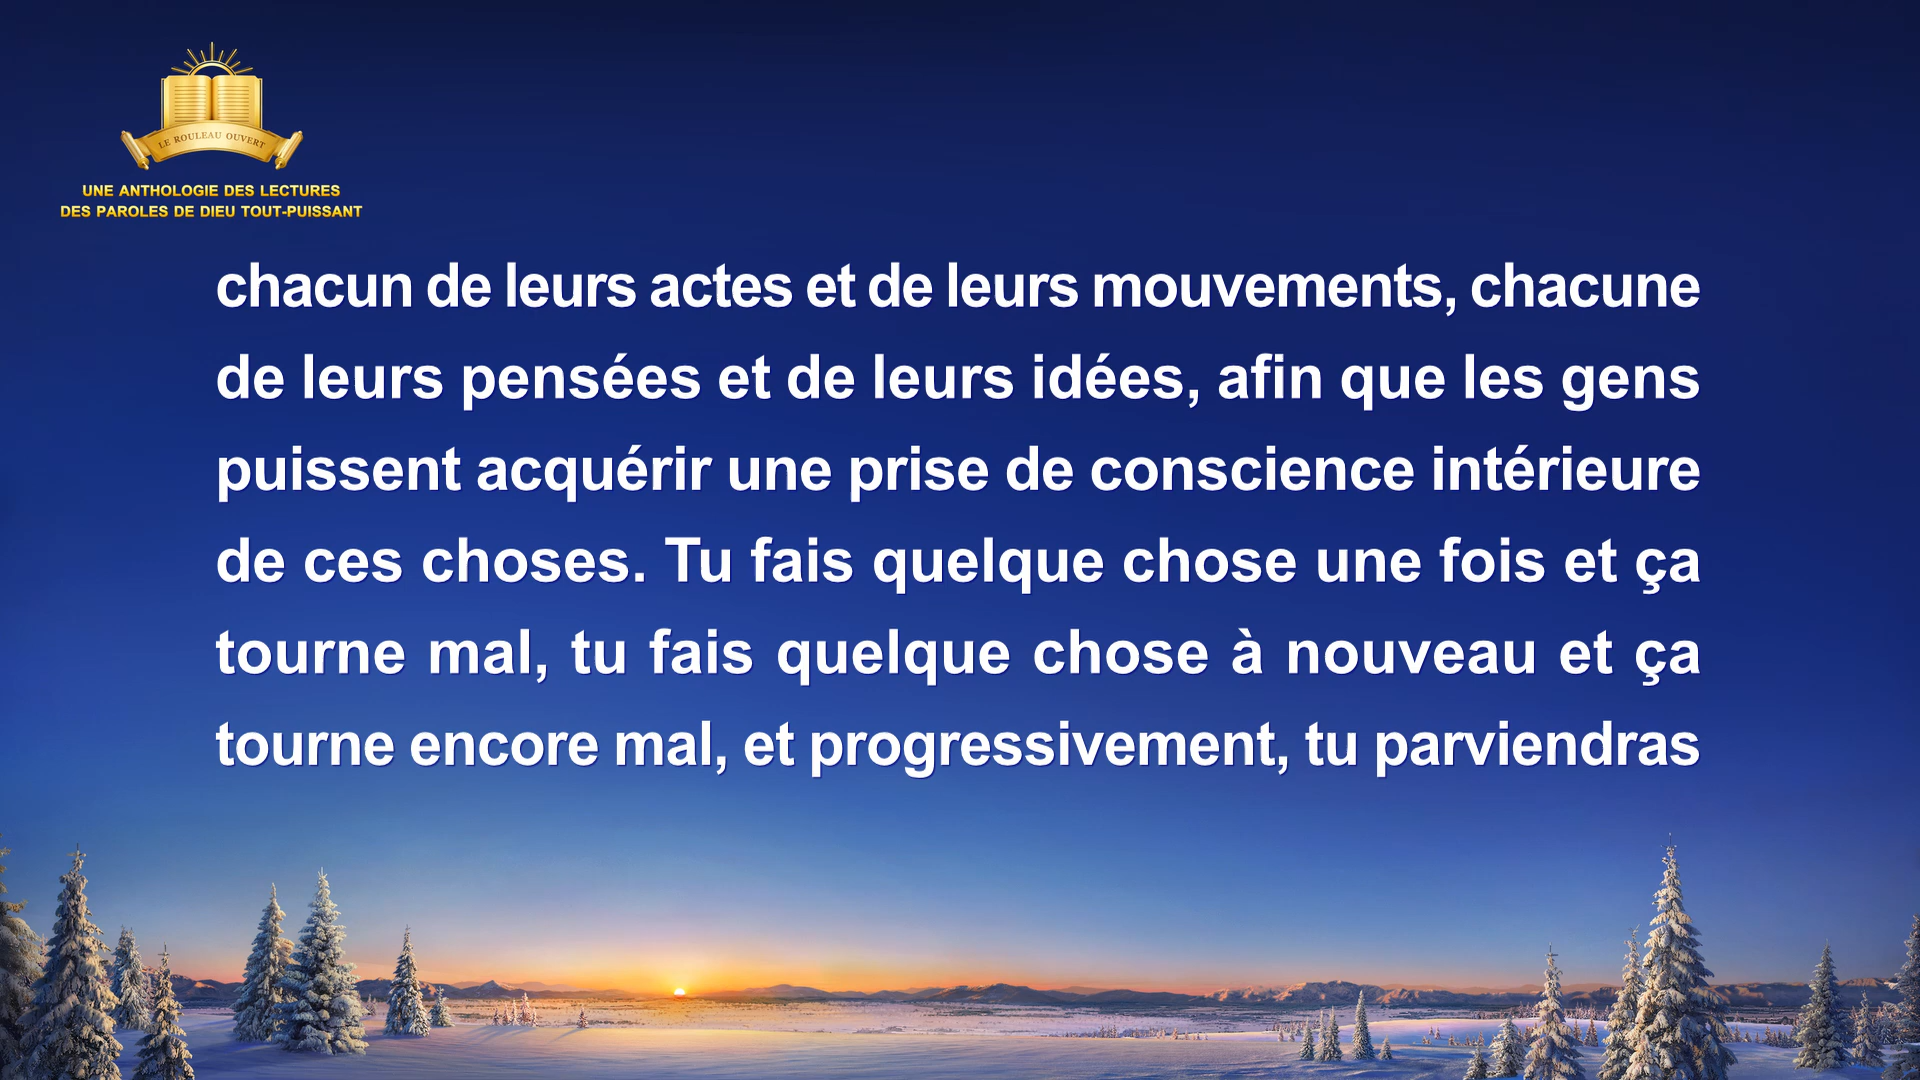 LE ROULEAU OUVERT
UNE ANTHOLOGIE DES LECTURES
DES PAROLES DE DIEU TOUT-PUISSANT
chacun de leurs actes et de leurs mouvements, chacune
de leurs pensées et de leurs idées, afin que les gens
puissent acquérir une prise de conscience intérieure
de ces choses. Tu fais quelque chose une fois et ça
tourne mal, tu fais quelque chose à nouveau et ça
tourne encore mal, et progressivement, tu parviendras